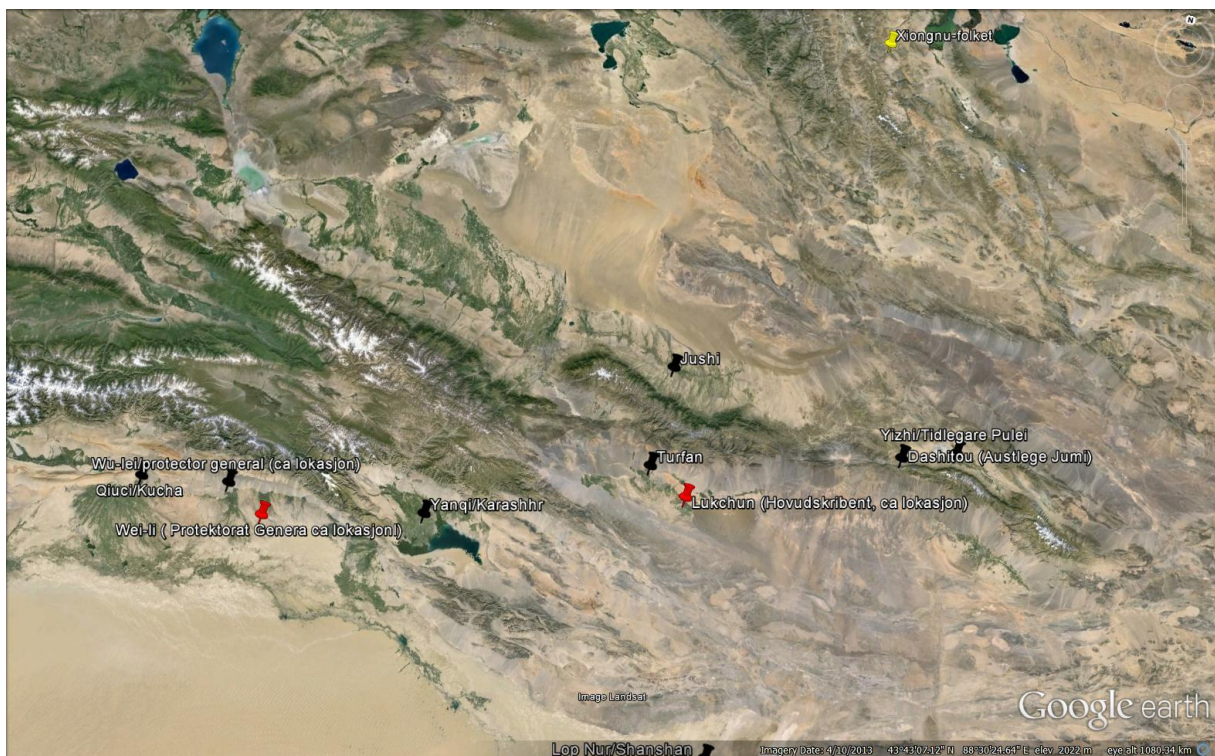 N
Xiongnu-folket
Jushi
Yizhi/Tidlegare Pulei
Turfan
Dashitou (Austlege Jumi)
Wu-lei/protector general (ca lokasjon)
Qiuci/Kucha
Yanqi/Karashhr
Lukchun (Hovudskribent, ca lokasjon)
Wei-li ( Protektorat Genera ca lokasjonl)
Image Landsat
Google earth
Lop Nur/Shanshan
Imagery Date: 4/10/2013 43°43'07.12" N 88°30'24.64" E elev 2022 m eye alt 1080.34 km